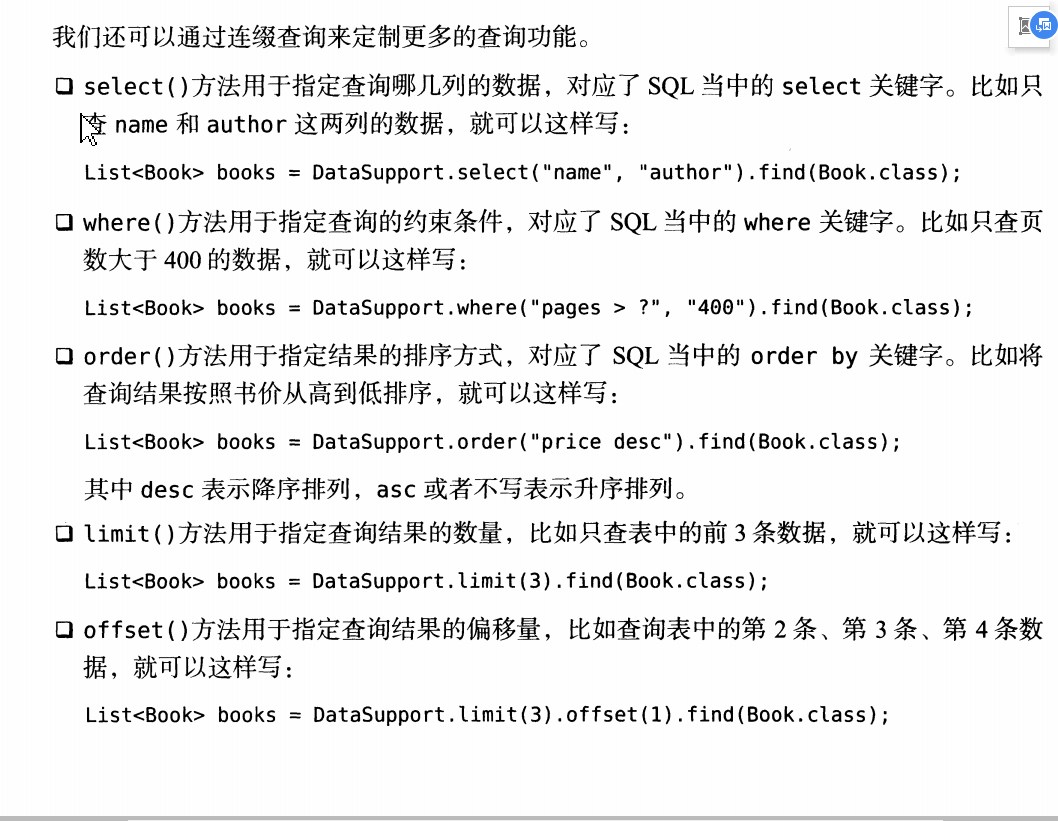 我们还可以通过连缀查询来定制更多的查询功能。
❑ select()方法用于指定查询哪几列的数据，对应了 SQL 当中的 select 关键字。比如只
查 name 和 author 这两列的数据，就可以这样写：
List<Book> books = DataSupport.select("name", "author").find(Book.class);
❑ where()方法用于指定查询的约束条件，对应了 SQL 当中的 where 关键字。比如只查页
数大于 400 的数据，就可以这样写：
List<Book> books = DataSupport.where("pages > ?", "400").find(Book.class);
❑ order()方法用于指定结果的排序方式，对应了 SQL 当中的 order by 关键字。比如将
查询结果按照书价从高到低排序，就可以这样写：
List<Book> books = DataSupport.order("price desc").find(Book.class);
其中 desc 表示降序排列，asc 或者不写表示升序排列。
❑ limit()方法用于指定查询结果的数量，比如只查表中的前 3 条数据，就可以这样写：
List<Book> books = DataSupport.limit(3).find(Book.class);
❑ offset()方法用于指定查询结果的偏移量，比如查询表中的第 2 条、第 3 条、第 4 条数
据，就可以这样写：
List<Book> books = DataSupport.limit(3).offset(1).find(Book.class);